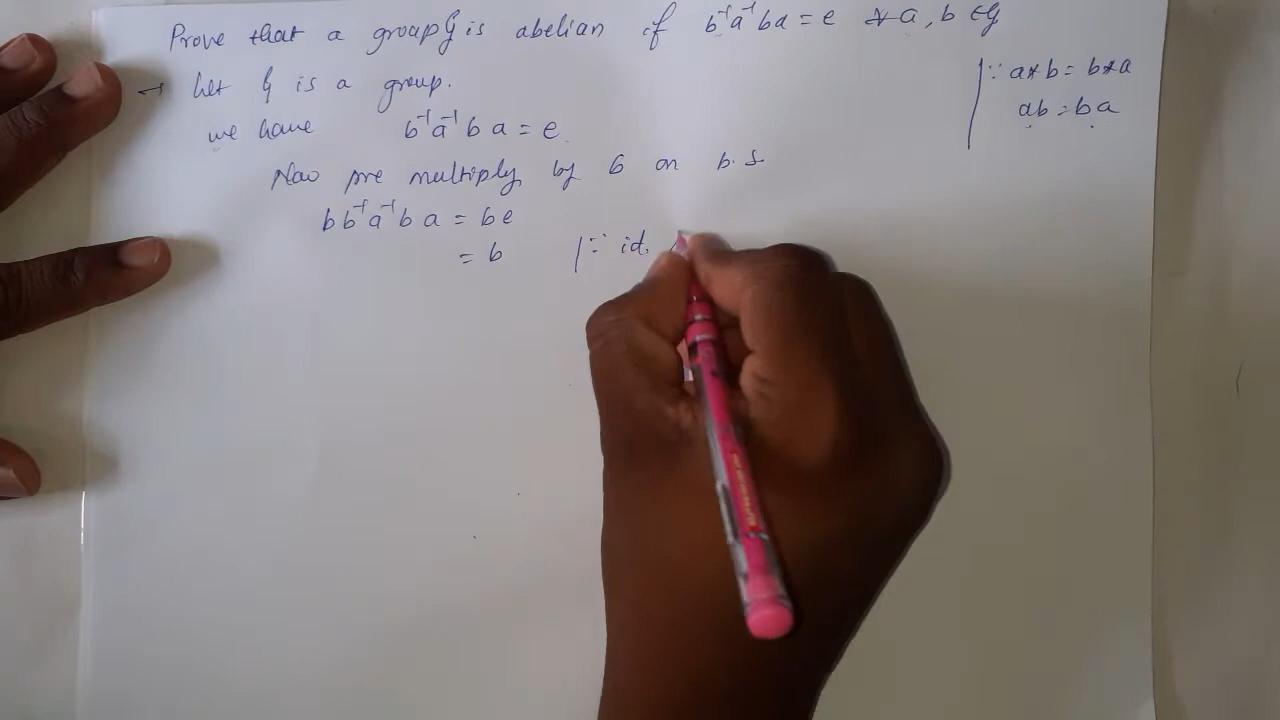 Prove that a group G is abelian if b⁻¹a⁻¹ba = e ∀ a, b ∈ G
→ Let G is a group.
∵ a*b = b*a
ab = ba
we have b⁻¹a⁻¹ba = e
Now pre multiply by b on b.s
bb⁻¹a⁻¹ba = be
= b |∵ id.